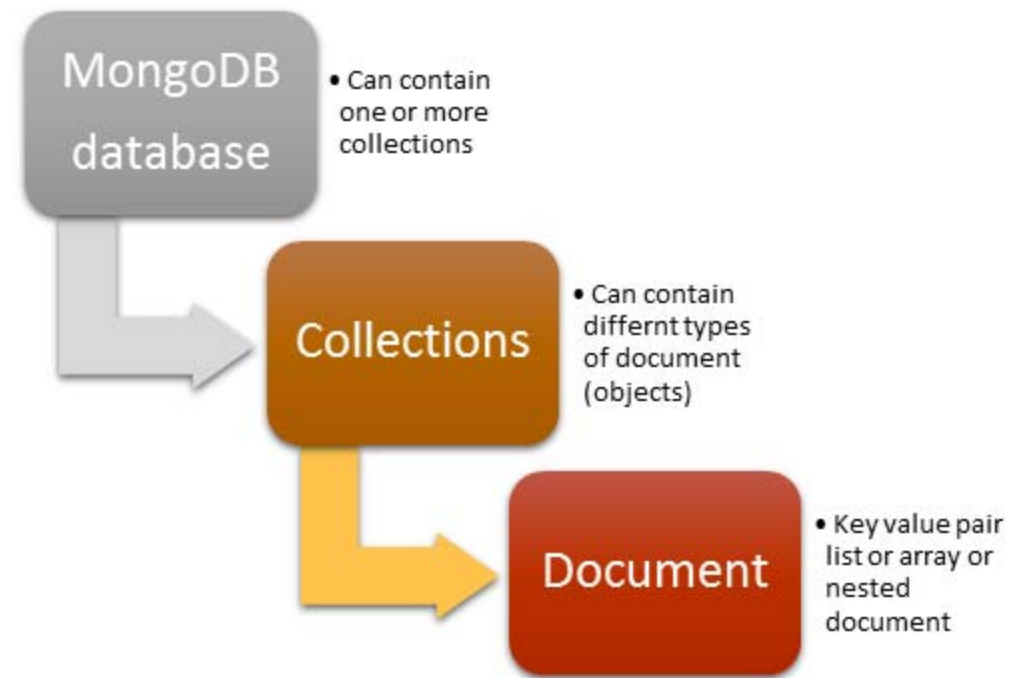 MongoDB
database
• Can contain
one or more
collections
Collections
• Can contain
differnt types
of document
(objects)
Document
• Key value pair
list or array or
nested
document